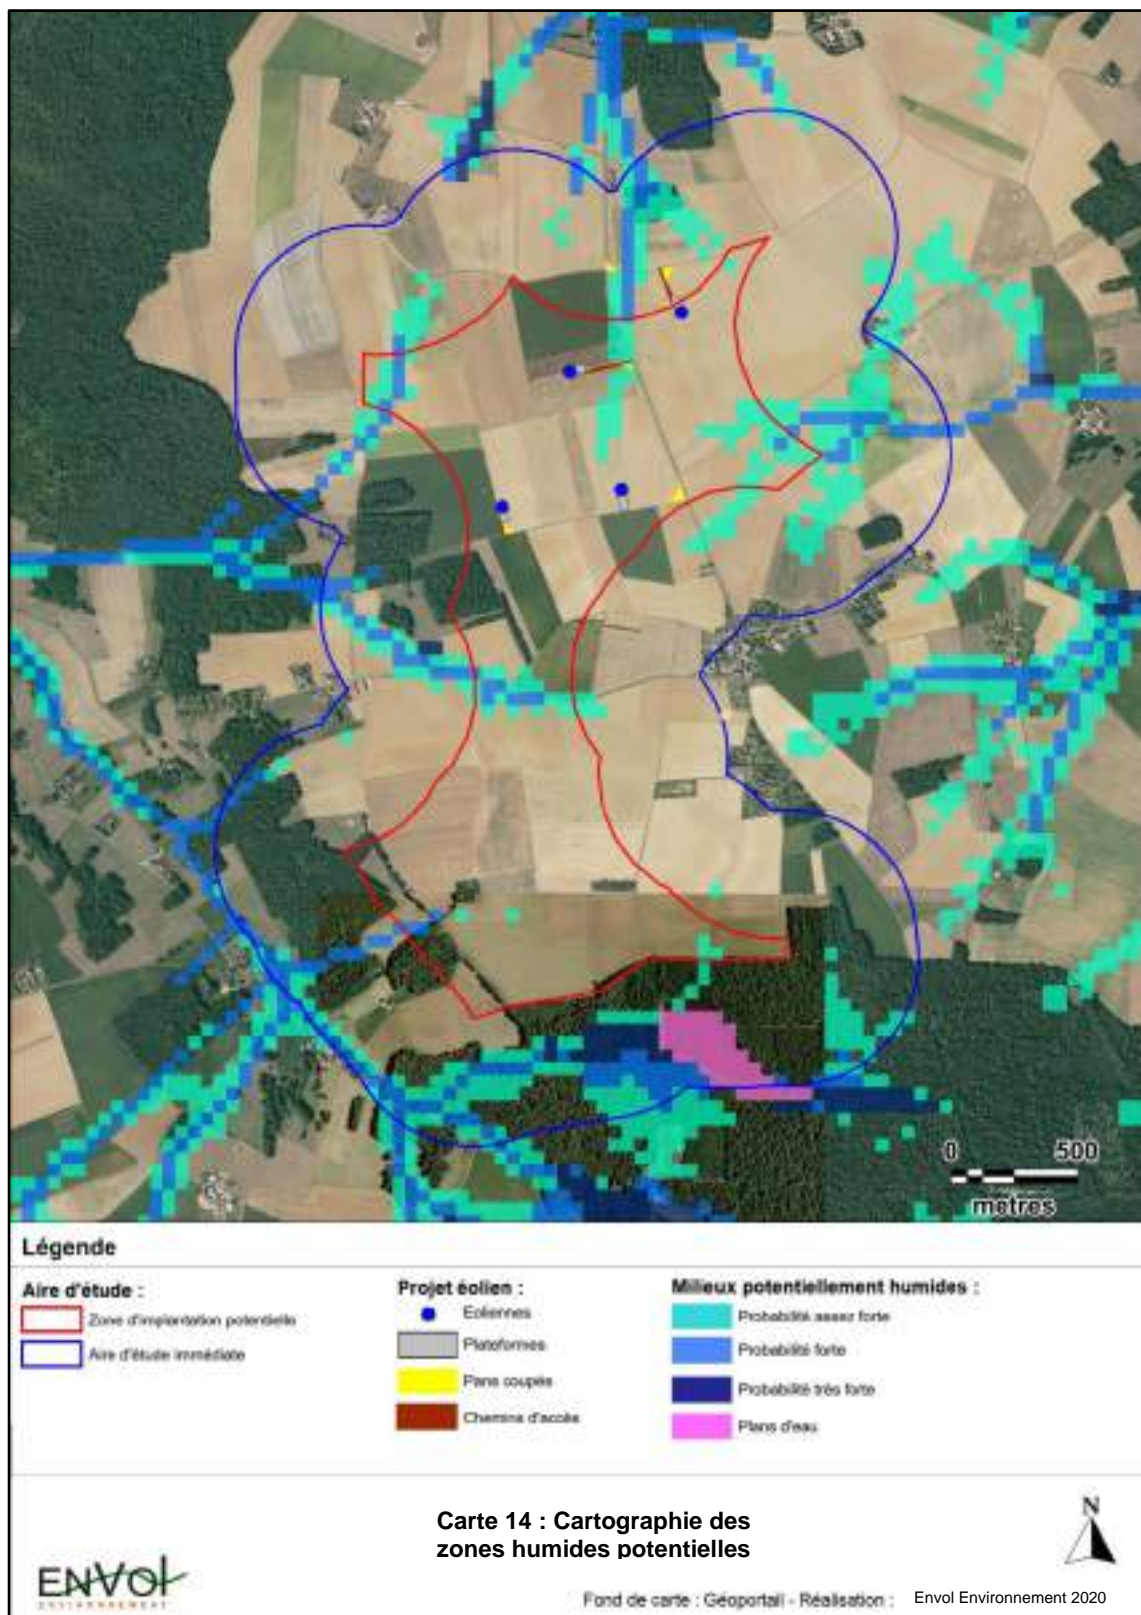 0 500
metres
Légende
Aire d'étude :
Zone d'implantation potentielle
Aire d'étude immédiate
Projet éolien :
Eoliennes
Plateformes
Pans coupés
Chemins d'accès
Milieux potentiellement humides :
Probabilité assez forte
Probabilité forte
Probabilité très forte
Plans d'eau
Carte 14 : Cartographie des
zones humides potentielles
N
ENVOL
ENVIRONNEMENT
Fond de carte : Géoportail - Réalisation : Envol Environnement 2020